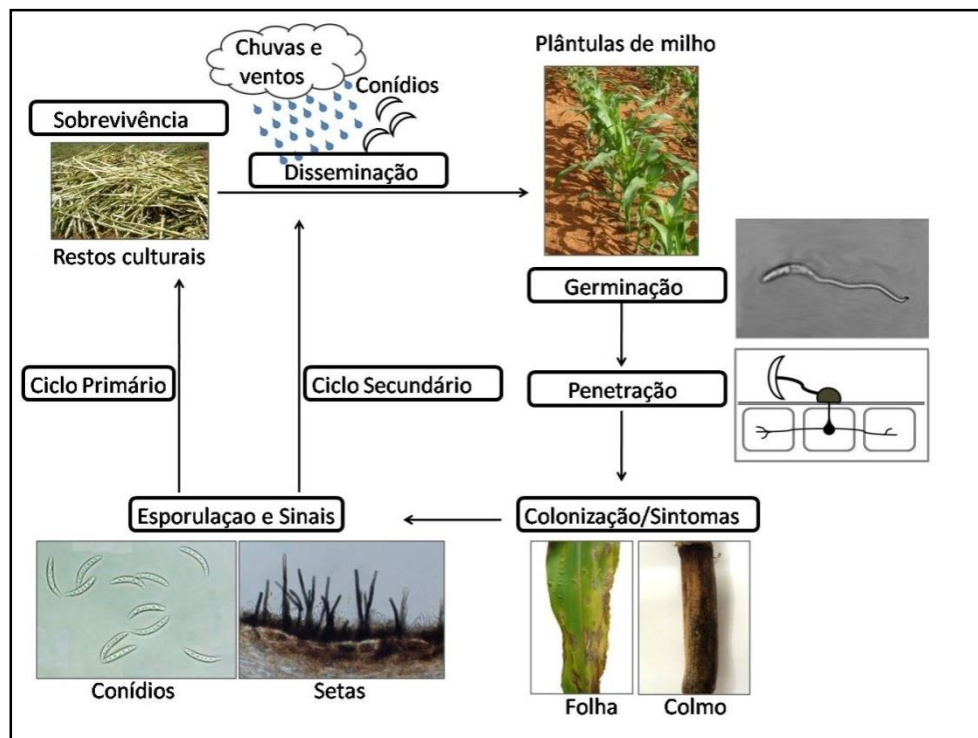 Chuvas e
ventos
Conídios
Plântulas de milho
Sobrevivência
Disseminação
Restos culturais
Germinação
Ciclo Primário
Ciclo Secundário
Penetração
Esporulaçao e Sinais
Colonização/Sintomas
Conídios
Setas
Folha
Colmo